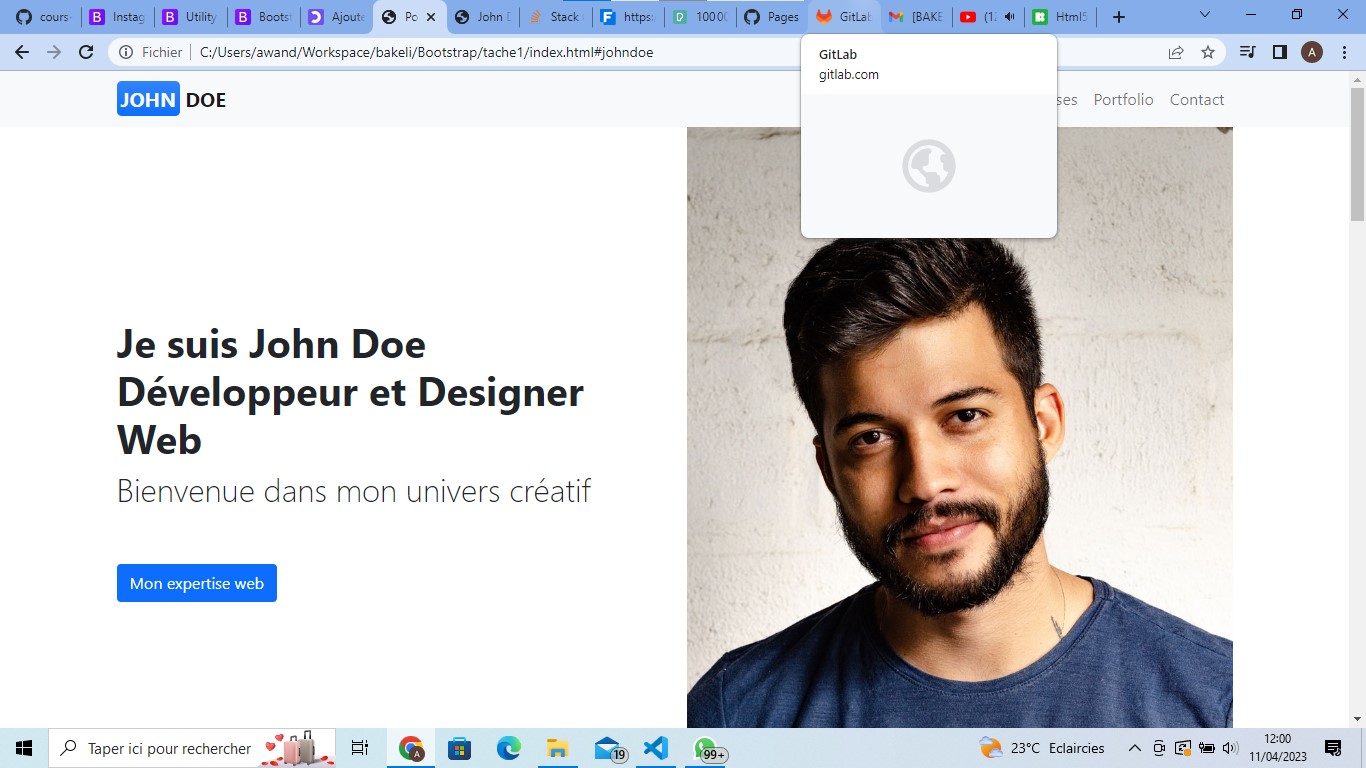 cours-
Instag
Utility
Bootst
Ajoute
Po
John D
Stack
https:
10000
Pages
GitLab
[BAKE
(12
Html5
Fichier
C:/Users/awand/Workspace/bakeli/Bootstrap/tache1/index.html#johndoe
A
GitLab
gitlab.com
JOHN DOE
ses Portfolio Contact
Je suis John Doe
Développeur et Designer
Web
Bienvenue dans mon univers créatif
Mon expertise web
Taper ici pour rechercher
A
19
99+
23°C Eclaircies
12:00
11/04/2023